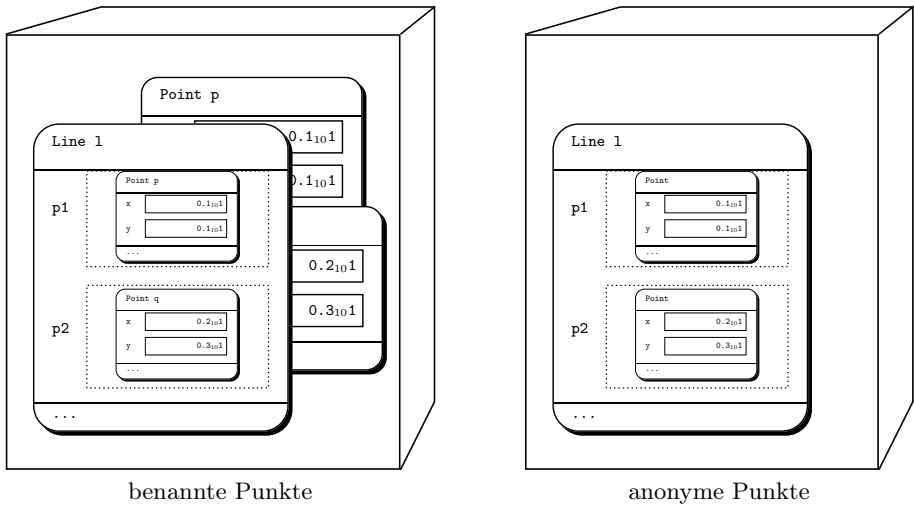 Point p
0.1₁₀1
0.1₁₀1
0.2₁₀1
0.3₁₀1
Line l
p1
Point p
x 0.1₁₀1
y 0.1₁₀1
...
p2
Point q
x 0.2₁₀1
y 0.3₁₀1
...
...
benannte Punkte
Line l
p1
Point
x 0.1₁₀1
y 0.1₁₀1
...
p2
Point
x 0.2₁₀1
y 0.3₁₀1
...
...
anonyme Punkte